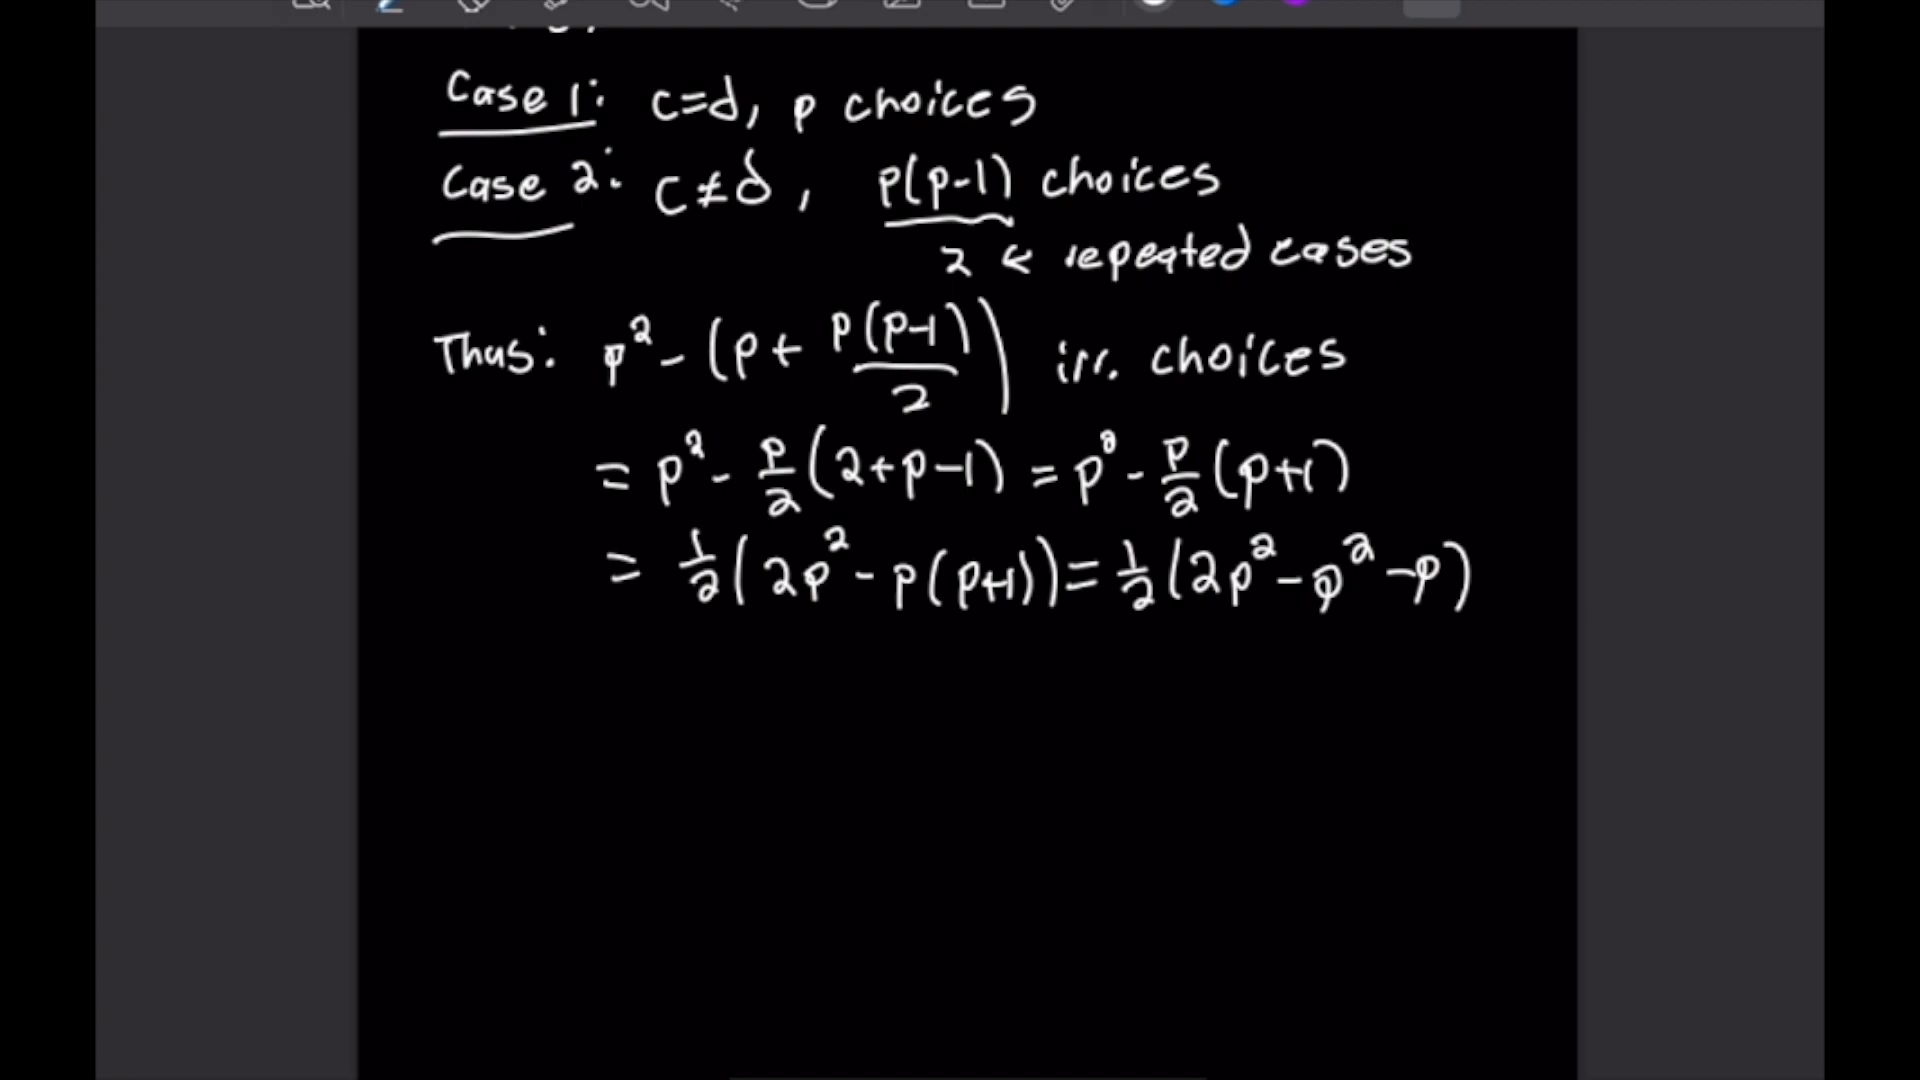 Case 1: c=d, p choices
Case 2: c≠d, p(p-1)/2 choices
← repeated cases
Thus: p² - (p + p(p-1)/2) irr. choices
= p² - p/2 (2+p-1) = p² - p/2 (p+1)
= 1/2 (2p² - p(p+1)) = 1/2 (2p² - p² - p)